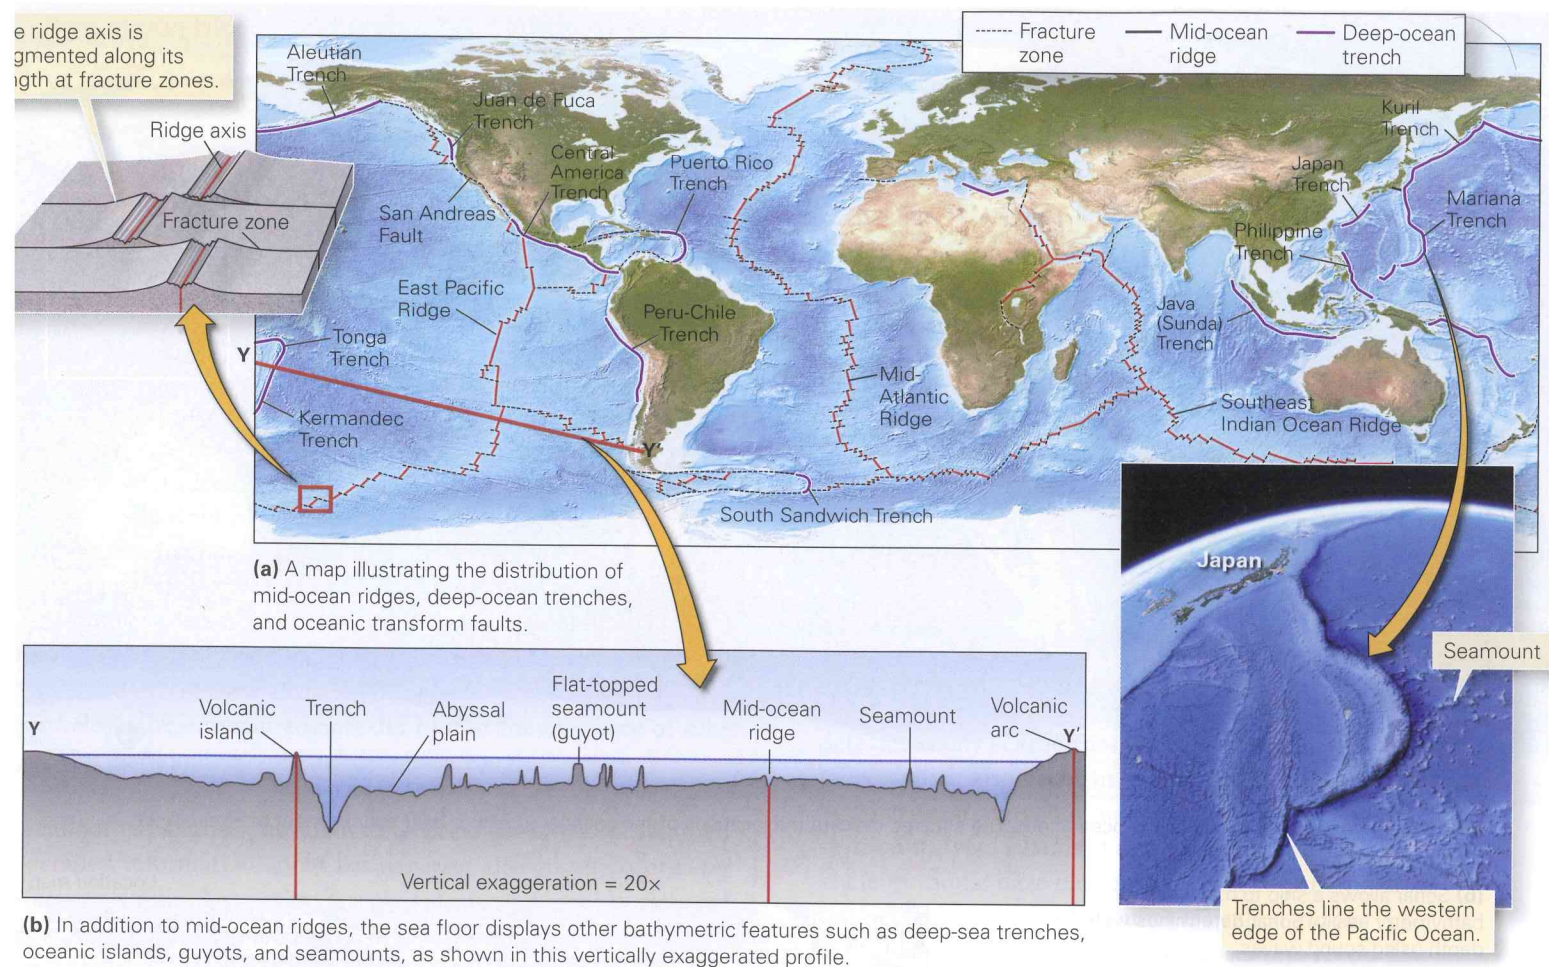 e ridge axis is
gmented along its
ngth at fracture zones.
Ridge axis
Fracture zone
Fracture
zone
Mid-ocean
ridge
Deep-ocean
trench
Aleutian
Trench
Juan de Fuca
Trench
Central
America
Trench
Puerto Rico
Trench
San Andreas
Fault
East Pacific
Ridge
Peru-Chile
Trench
Tonga
Trench
Kermandec
Trench
Y
Y'
Mid-
Atlantic
Ridge
South Sandwich Trench
Kuril
Trench
Japan
Trench
Mariana
Trench
Philippine
Trench
Java
(Sunda)
Trench
Southeast
Indian Ocean Ridge
(a) A map illustrating the distribution of
mid-ocean ridges, deep-ocean trenches,
and oceanic transform faults.
Japan
Seamount
Trenches line the western
edge of the Pacific Ocean.
Y
Volcanic
island
Trench
Abyssal
plain
Flat-topped
seamount
(guyot)
Mid-ocean
ridge
Seamount
Volcanic
arc
Y'
Vertical exaggeration = 20×
(b) In addition to mid-ocean ridges, the sea floor displays other bathymetric features such as deep-sea trenches,
oceanic islands, guyots, and seamounts, as shown in this vertically exaggerated profile.